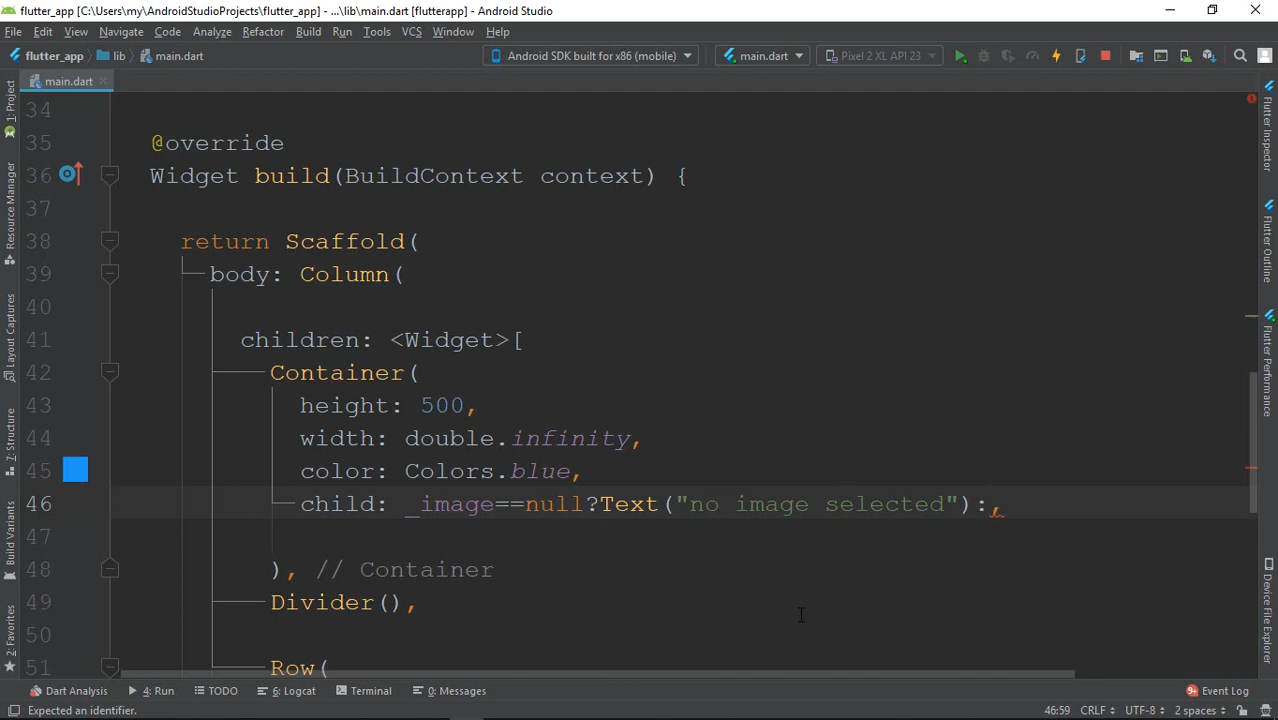 flutter_app [C:\Users\my\AndroidStudioProjects\flutter_app] - ...\lib\main.dart [flutterapp] - Android Studio
File Edit View Navigate Code Analyze Refactor Build Run Tools VCS Window Help
flutter_app lib main.dart Android SDK built for x86 (mobile) main.dart Pixel 2 XL API 23
main.dart
34
35 @override
36 Widget build(BuildContext context) {
37
38 return Scaffold(
39 body: Column(
40
41 children: <Widget>[
42 Container(
43 height: 500,
44 width: double.infinity,
45 color: Colors.blue,
46 child: _image==null?Text("no image selected"):,
48 ), // Container
49 Divider(),
50
51 Row(
1: Project
Resource Manager
Layout Captures
7: Structure
Build Variants
2: Favorites
Flutter Inspector
Flutter Outline
Flutter Performance
Device File Explorer
Dart Analysis 4: Run TODO 6: Logcat Terminal 0: Messages 9+ Event Log
Expected an identifier. 46:59 CRLF UTF-8 2 spaces